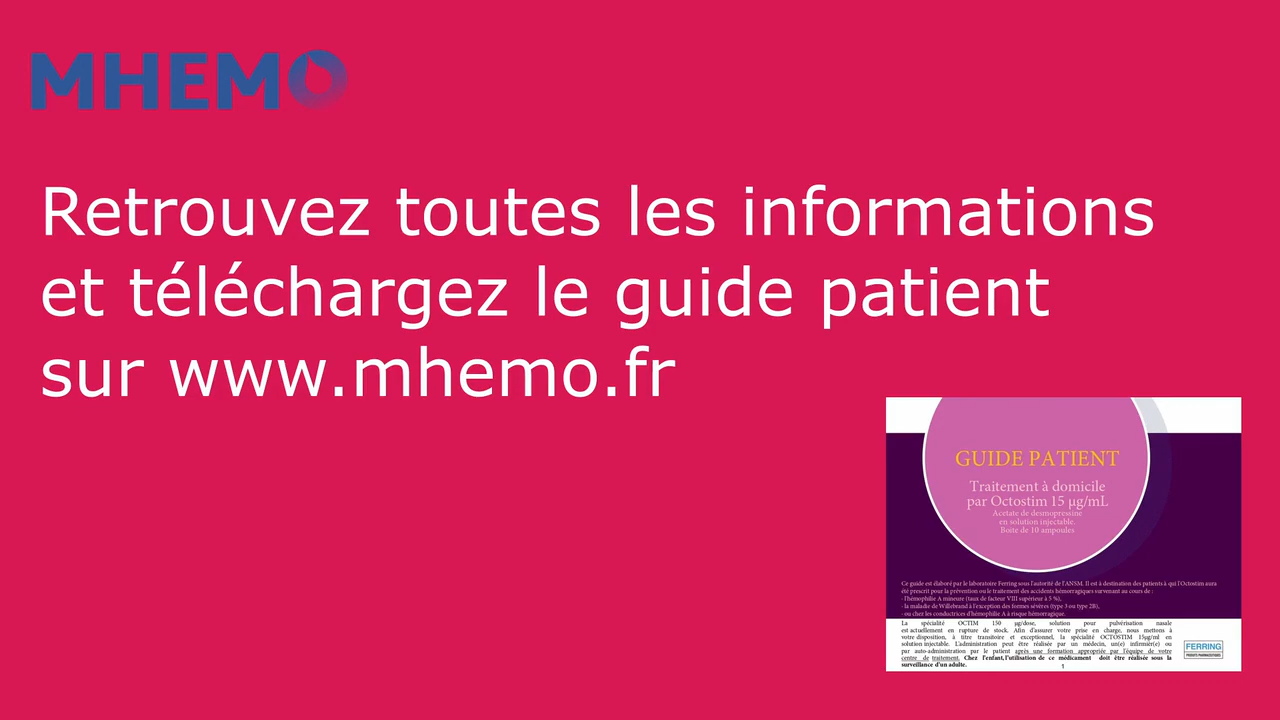 MHEMO
Retrouvez toutes les informations
et téléchargez le guide patient
sur www.mhemo.fr
GUIDE PATIENT
Traitement à domicile
par Octostim 15 µg/mL
Acétate de desmopressine
en solution injectable.
Boite de 10 ampoules
Ce guide est élaboré par le laboratoire Ferring sous l'autorité de l'ANSM. Il est à destination des patients à qui l'Octostim aura
été prescrit pour la prévention ou le traitement des accidents hémorragiques survenant au cours de :
- l'hémophilie A mineure (taux de facteur VIII supérieur à 5 %),
- la maladie de Willebrand à l'exception des formes sévères (type 3 ou type 2B),
- ou chez les conductrices d'hémophilie A à risque hémorragique.
La spécialité OCTIM 150 µg/dose, solution pour pulvérisation nasale
est actuellement en rupture de stock. Afin d'assurer votre prise en charge, nous mettons à
votre disposition, à titre transitoire et exceptionnel, la spécialité OCTOSTIM 15µg/ml en
solution injectable. L'administration peut être réalisée par un médecin, un(e) infirmièr(e) ou
par auto-administration par le patient après une formation appropriée par l'équipe de votre
centre de traitement. Chez l'enfant, l'utilisation de ce médicament doit être réalisée sous la
surveillance d'un adulte.
FERRING
PRODUITS PHARMACEUTIQUES
1